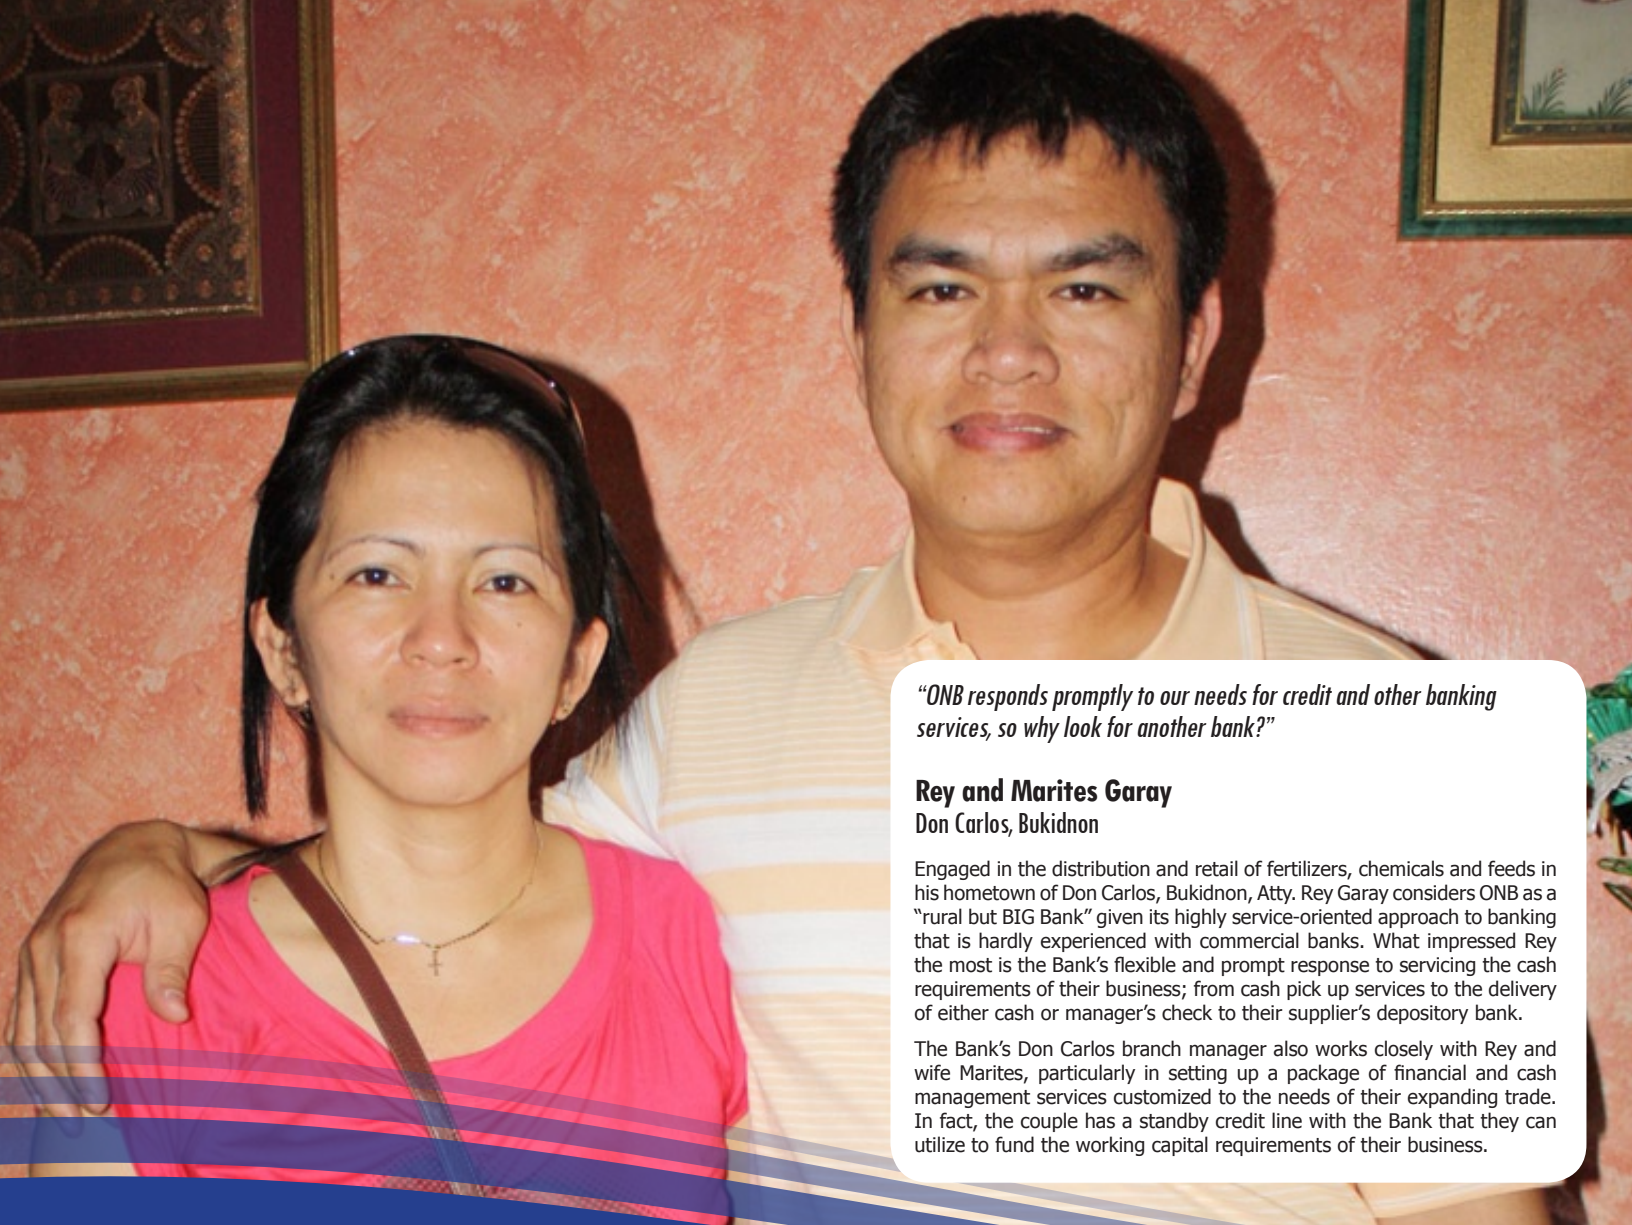 “ONB responds promptly to our needs for credit and other banking
services, so why look for another bank?”
Rey and Marites Garay
Don Carlos, Bukidnon
Engaged in the distribution and retail of fertilizers, chemicals and feeds in
his hometown of Don Carlos, Bukidnon, Atty. Rey Garay considers ONB as a
“rural but BIG Bank” given its highly service-oriented approach to banking
that is hardly experienced with commercial banks. What impressed Rey
the most is the Bank’s flexible and prompt response to servicing the cash
requirements of their business; from cash pick up services to the delivery
of either cash or manager’s check to their supplier’s depository bank.
The Bank’s Don Carlos branch manager also works closely with Rey and
wife Marites, particularly in setting up a package of financial and cash
management services customized to the needs of their expanding trade.
In fact, the couple has a standby credit line with the Bank that they can
utilize to fund the working capital requirements of their business.